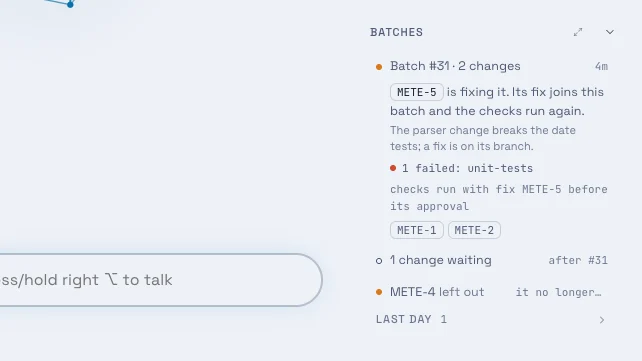 BATCHES
Batch #31 · 2 changes 4m
METE-5 is fixing it. Its fix joins this
batch and the checks run again.
The parser change breaks the date
tests; a fix is on its branch.
1 failed: unit-tests
checks run with fix METE-5 before
its approval
METE-1 METE-2
1 change waiting after #31
ess/hold right ⌥ to talk
METE-4 left out it no longer…
LAST DAY 1